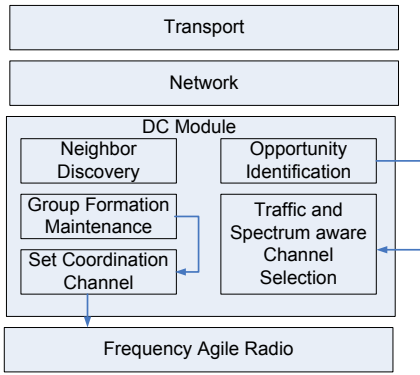 Transport
Network
DC Module
Neighbor
Discovery
Opportunity
Identification
Group Formation
Maintenance
Traffic and
Spectrum aware
Channel
Selection
Set Coordination
Channel
Frequency Agile Radio